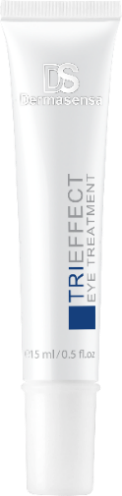 DS
Dermasensa
TRIEFFECT
EYE TREATMENT
15 ml / 0.5 fl.oz